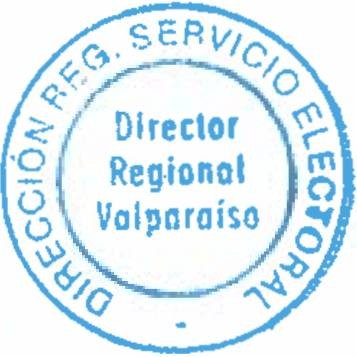 DIRECCIÓN REG. SERVICIO ELECTORAL
Director
Regional
Valparaíso
-